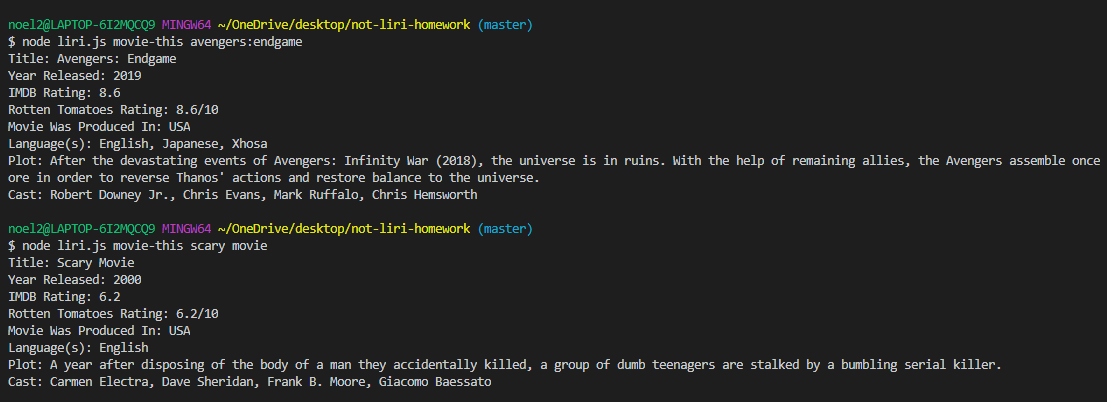 noel2@LAPTOP-6I2MQCQ9 MINGW64 ~/OneDrive/desktop/not-liri-homework (master)
$ node liri.js movie-this avengers:endgame
Title: Avengers: Endgame
Year Released: 2019
IMDB Rating: 8.6
Rotten Tomatoes Rating: 8.6/10
Movie Was Produced In: USA
Language(s): English, Japanese, Xhosa
Plot: After the devastating events of Avengers: Infinity War (2018), the universe is in ruins. With the help of remaining allies, the Avengers assemble once
ore in order to reverse Thanos' actions and restore balance to the universe.
Cast: Robert Downey Jr., Chris Evans, Mark Ruffalo, Chris Hemsworth
noel2@LAPTOP-6I2MQCQ9 MINGW64 ~/OneDrive/desktop/not-liri-homework (master)
$ node liri.js movie-this scary movie
Title: Scary Movie
Year Released: 2000
IMDB Rating: 6.2
Rotten Tomatoes Rating: 6.2/10
Movie Was Produced In: USA
Language(s): English
Plot: A year after disposing of the body of a man they accidentally killed, a group of dumb teenagers are stalked by a bumbling serial killer.
Cast: Carmen Electra, Dave Sheridan, Frank B. Moore, Giacomo Baessato